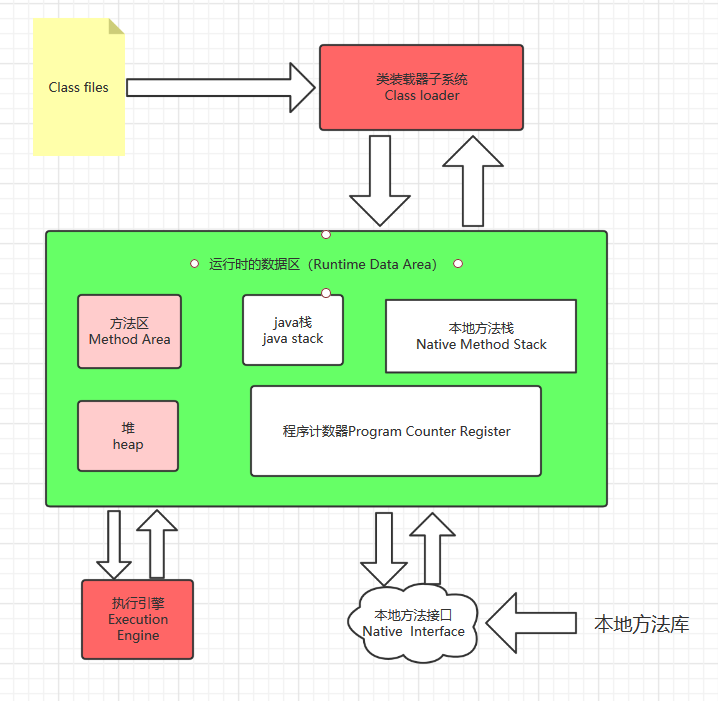 Class files
类装载器子系统
Class loader
运行时的数据区（Runtime Data Area）
方法区
Method Area
java栈
java stack
本地方法栈
Native Method Stack
堆
heap
程序计数器Program Counter Register
执行引擎
Execution
Engine
本地方法接口
Native Interface
本地方法库